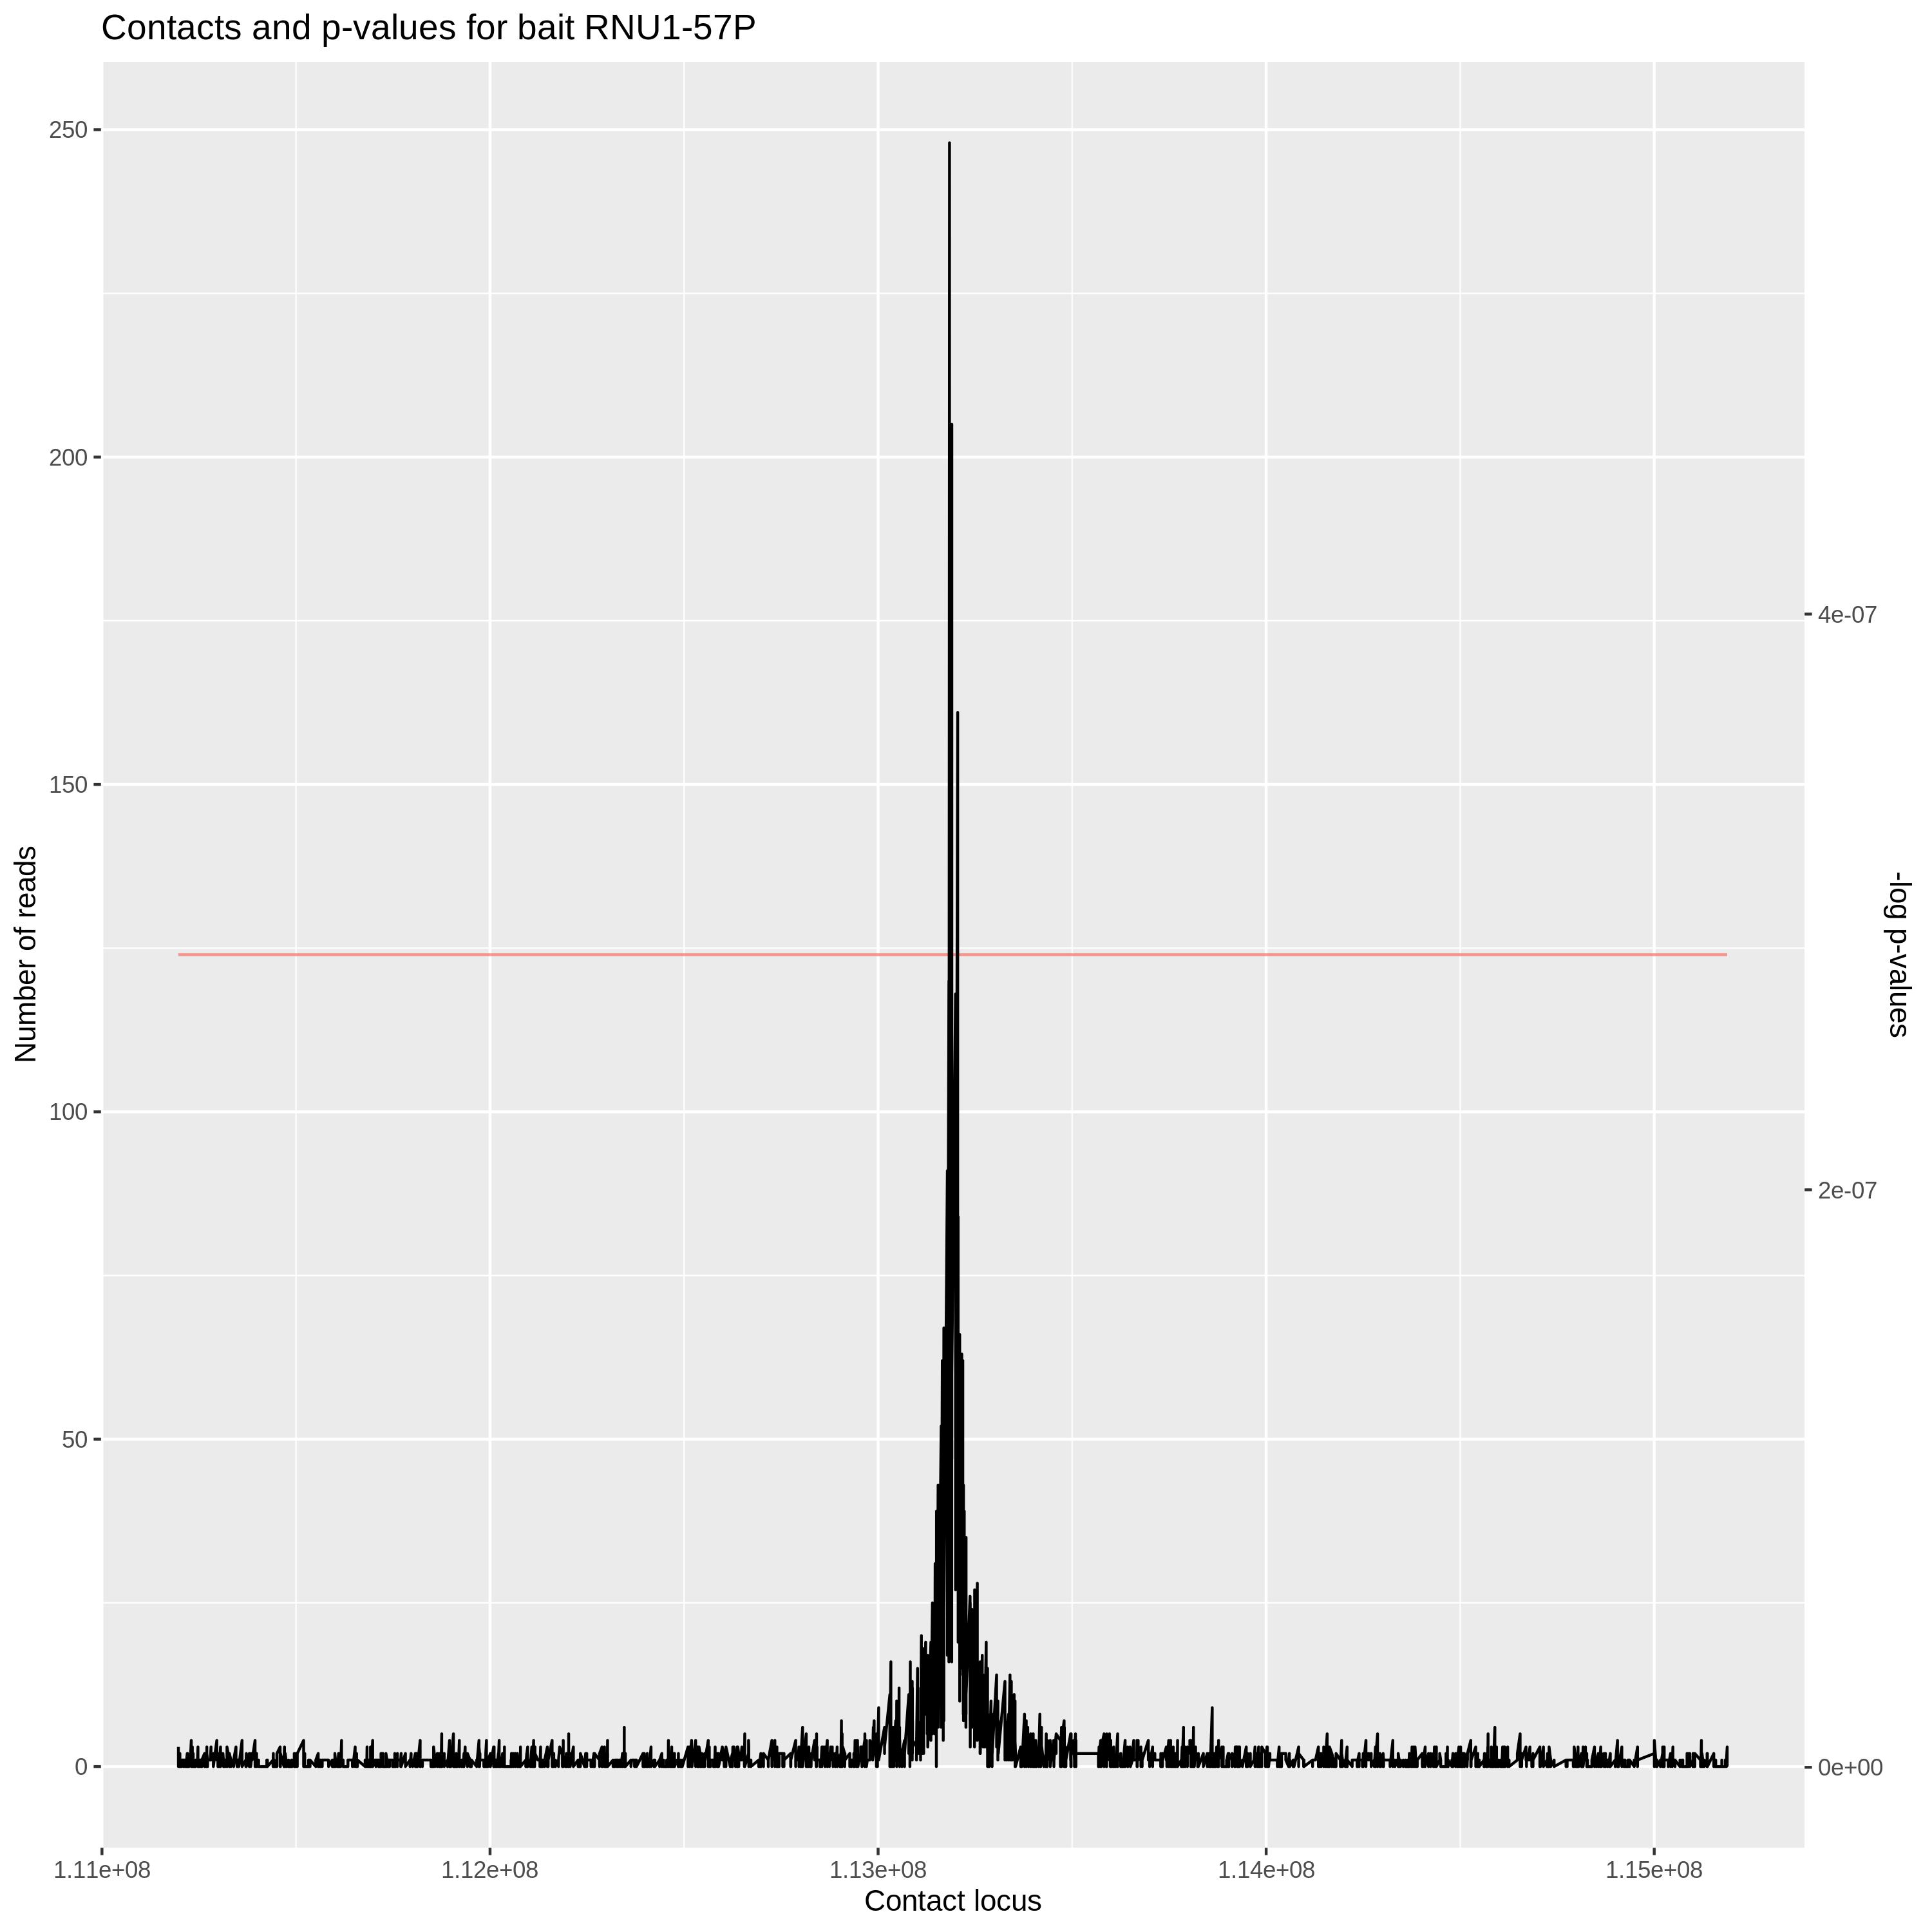 Contacts and p-values for bait RNU1-57P
250
200
150
100
50
0
Number of reads
4e-07
2e-07
0e+00
-log p-values
1.11e+08
1.12e+08
1.13e+08
1.14e+08
1.15e+08
Contact locus